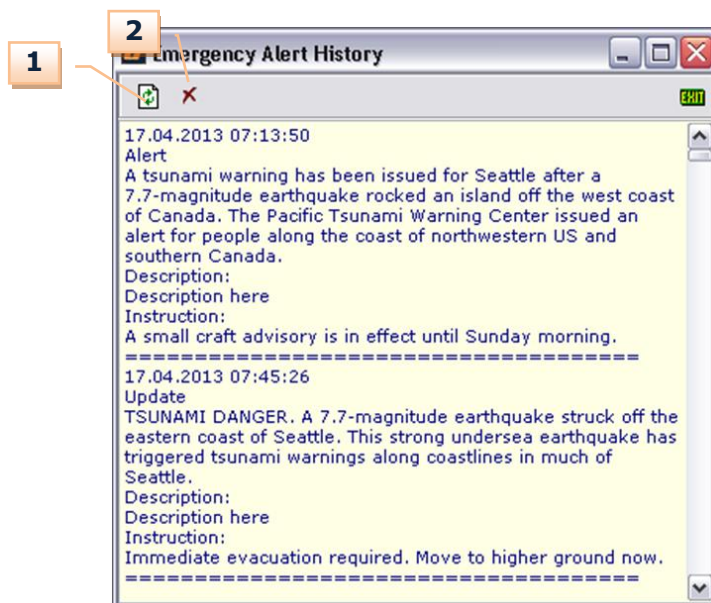 2
1
Emergency Alert History
EXIT
17.04.2013 07:13:50
Alert
A tsunami warning has been issued for Seattle after a
7.7-magnitude earthquake rocked an island off the west coast
of Canada. The Pacific Tsunami Warning Center issued an
alert for people along the coast of northwestern US and
southern Canada.
Description:
Description here
Instruction:
A small craft advisory is in effect until Sunday morning.
=====================================
17.04.2013 07:45:26
Update
TSUNAMI DANGER. A 7.7-magnitude earthquake struck off the
eastern coast of Seattle. This strong undersea earthquake has
triggered tsunami warnings along coastlines in much of
Seattle.
Description:
Description here
Instruction:
Immediate evacuation required. Move to higher ground now.
=====================================